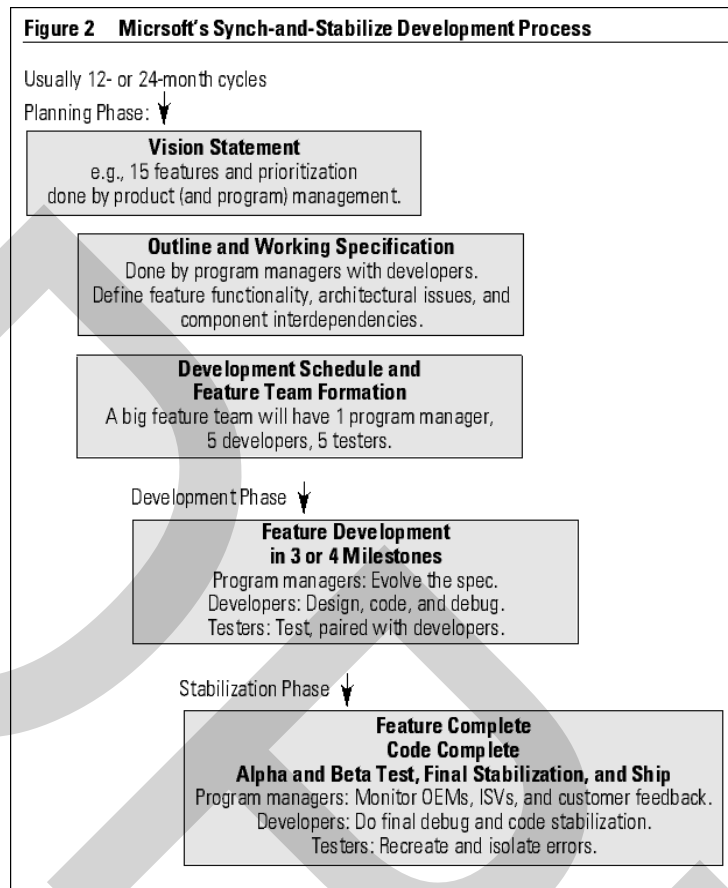 Figure 2 Micrsoft's Synch-and-Stabilize Development Process
Usually 12- or 24-month cycles
Planning Phase:
Vision Statement
e.g., 15 features and prioritization
done by product (and program) management.
Outline and Working Specification
Done by program managers with developers.
Define feature functionality, architectural issues, and
component interdependencies.
Development Schedule and
Feature Team Formation
A big feature team will have 1 program manager,
5 developers, 5 testers.
Development Phase
Feature Development
in 3 or 4 Milestones
Program managers: Evolve the spec.
Developers: Design, code, and debug.
Testers: Test, paired with developers.
Stabilization Phase
Feature Complete
Code Complete
Alpha and Beta Test, Final Stabilization, and Ship
Program managers: Monitor OEMs, ISVs, and customer feedback.
Developers: Do final debug and code stabilization.
Testers: Recreate and isolate errors.